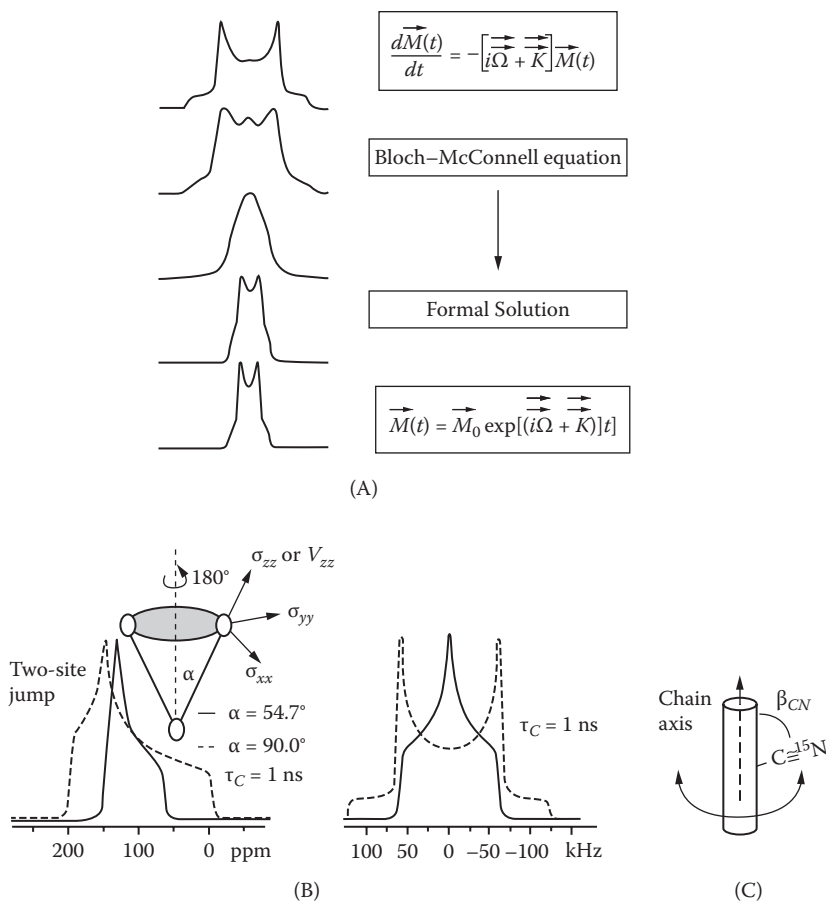 dM(t)/dt = −[iΩ + K]M(t)
Bloch–McConnell equation
Formal Solution
M(t) = M₀ exp[(iΩ + K)]t]
(A)
180°
σzz or Vzz
σyy
σxx
α
Two-site
jump
— α = 54.7°
-- α = 90.0°
τC = 1 ns
200 100 0 ppm
τC = 1 ns
100 50 0 −50 −100 kHz
(B)
Chain
axis
βCN
C≡¹⁵N
(C)